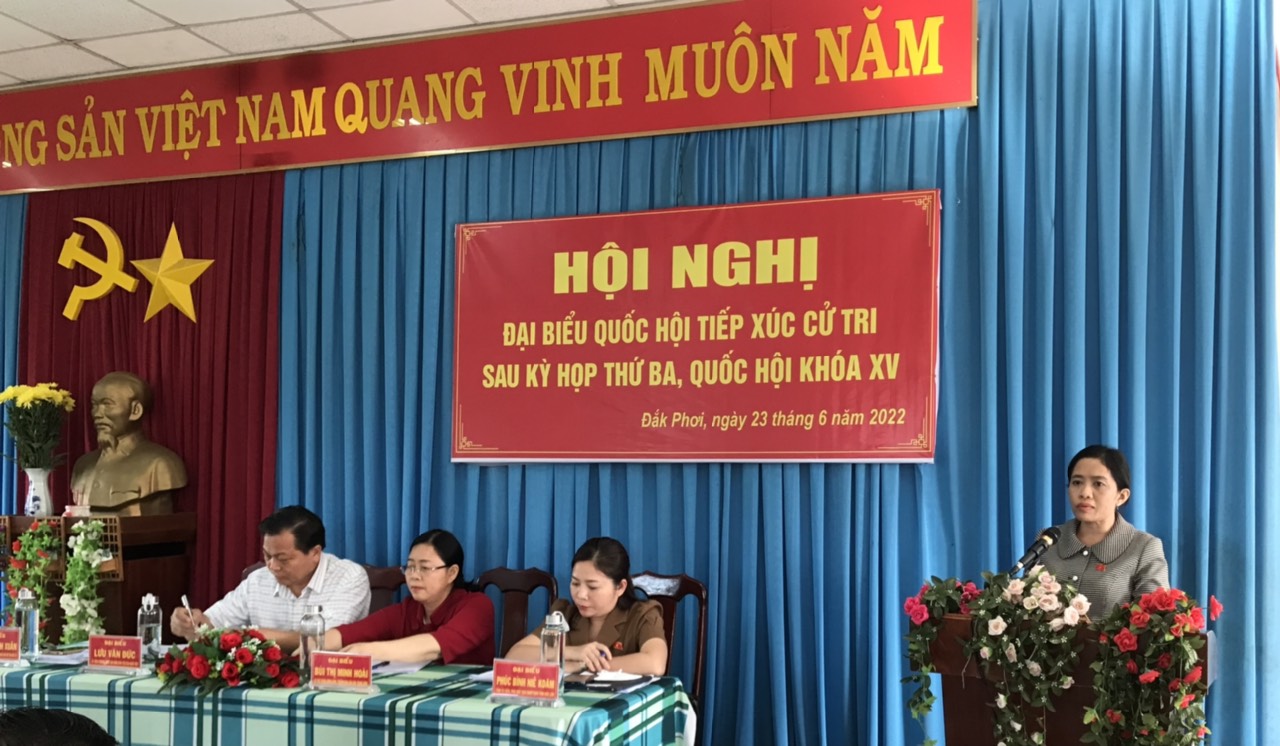 NG SẢN VIỆT NAM QUANG VINH MUÔN NĂM
HỘI NGHỊ
ĐẠI BIỂU QUỐC HỘI TIẾP XÚC CỬ TRI
SAU KỲ HỌP THỨ BA, QUỐC HỘI KHÓA XV
Đắk Phơi, ngày 23 tháng 6 năm 2022
XUÂN
ĐẠI BIỂU
LƯU VĂN ĐỨC
ĐẠI BIỂU
BÙI THỊ MINH HOÀI
ĐẠI BIỂU
PHÚC BÌNH NIÊ KDĂM